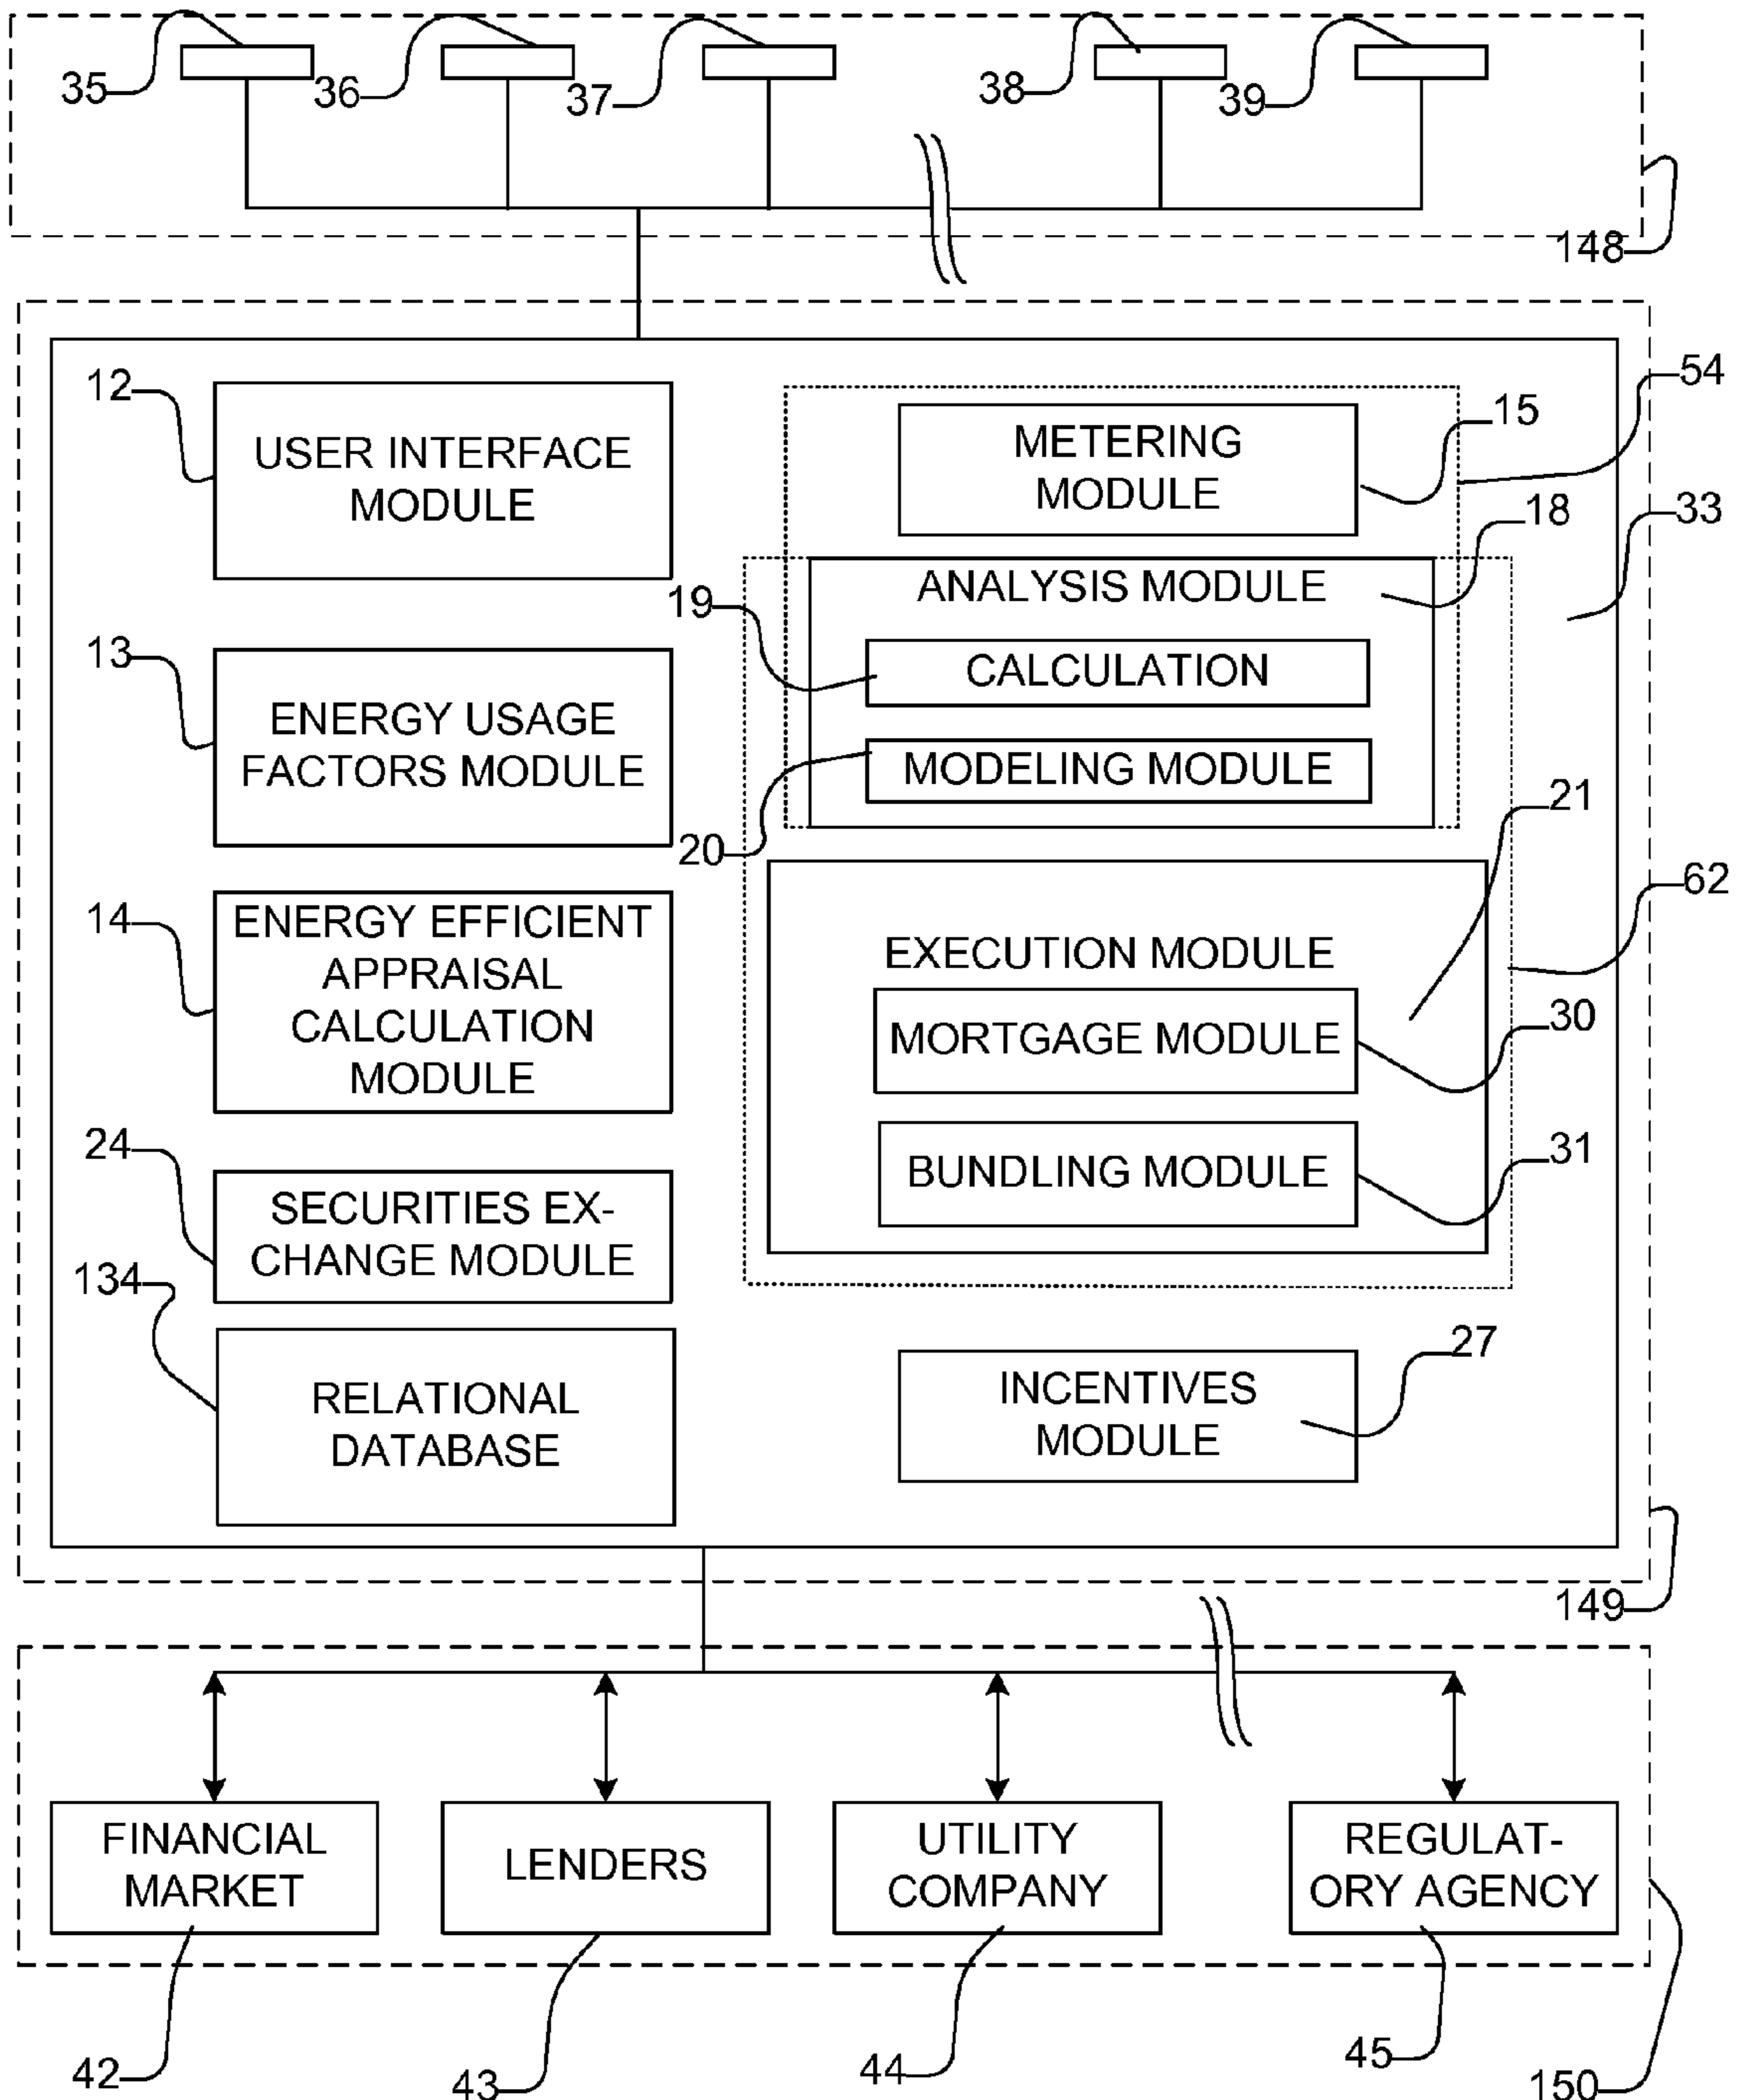 35
36
37
38
39
148
12
USER INTERFACE
MODULE
54
15
METERING
MODULE
18
33
ANALYSIS MODULE
19
CALCULATION
13
ENERGY USAGE
FACTORS MODULE
20
MODELING MODULE
21
62
14
ENERGY EFFICIENT
APPRAISAL
CALCULATION
MODULE
EXECUTION MODULE
MORTGAGE MODULE
30
24
SECURITIES EX-
CHANGE MODULE
BUNDLING MODULE
31
134
RELATIONAL
DATABASE
INCENTIVES
MODULE
27
149
FINANCIAL
MARKET
LENDERS
UTILITY
COMPANY
REGULAT-
ORY AGENCY
42
43
44
45
150